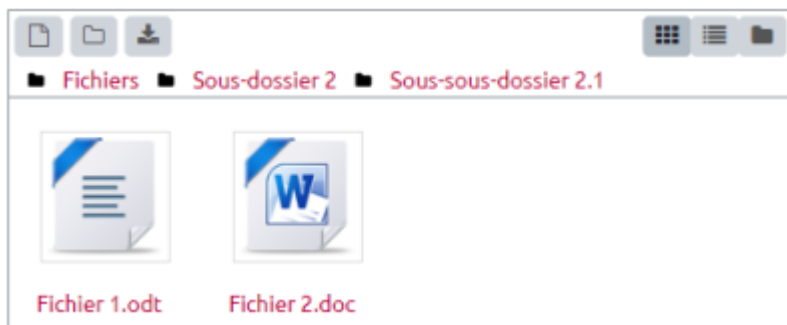 Fichiers Sous-dossier 2 Sous-sous-dossier 2.1
W
Fichier 1.odt Fichier 2.doc